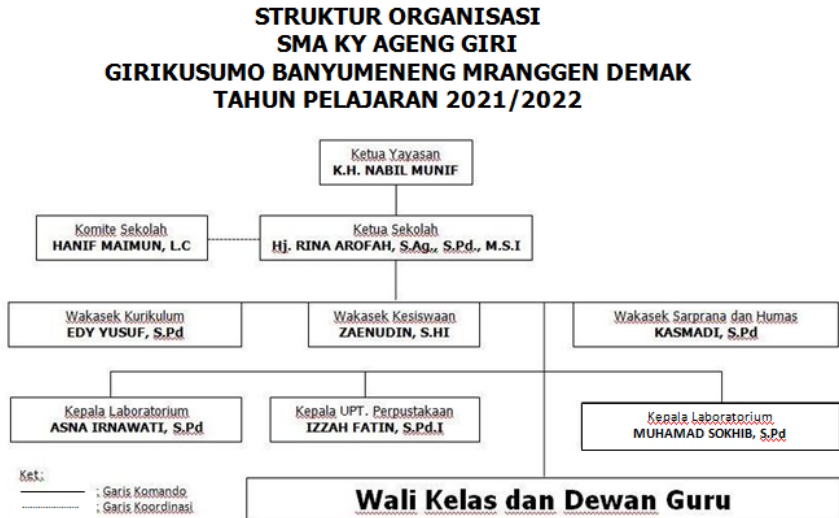 STRUKTUR ORGANISASI
SMA KY AGENG GIRI
GIRIKUSUMO BANYUMENENG MRANGGEN DEMAK
TAHUN PELAJARAN 2021/2022
Ketua Yayasan
K.H. NABIL MUNIF
Komite Sekolah
HANIF MAIMUN, L.C
Ketua Sekolah
Hj. RINA AROFAH, S.Ag., S.Pd., M.S.I
Wakasek Kurikulum
EDY YUSUF, S.Pd
Wakasek Kesiswaan
ZAENUDIN, S.HI
Wakasek Sarprana dan Humas
KASMADI, S.Pd
Kepala Laboratorium
ASNA IRNAWATI, S.Pd
Kepala UPT. Perpustakaan
IZZAH FATIN, S.Pd.I
Kepala Laboratorium
MUHAMAD SOKHIB, S.Pd
Ket :
: Garis Komando
: Garis Koordinasi
Wali Kelas dan Dewan Guru